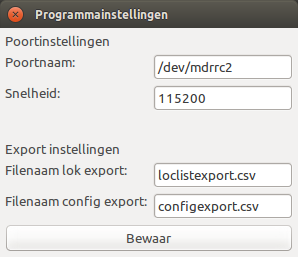 Programmainstellingen
Poortinstellingen
Poortnaam: /dev/mdrrc2
Snelheid: 115200
Export instellingen
Filenaam lok export: loclistexport.csv
Filenaam config export: configexport.csv
Bewaar